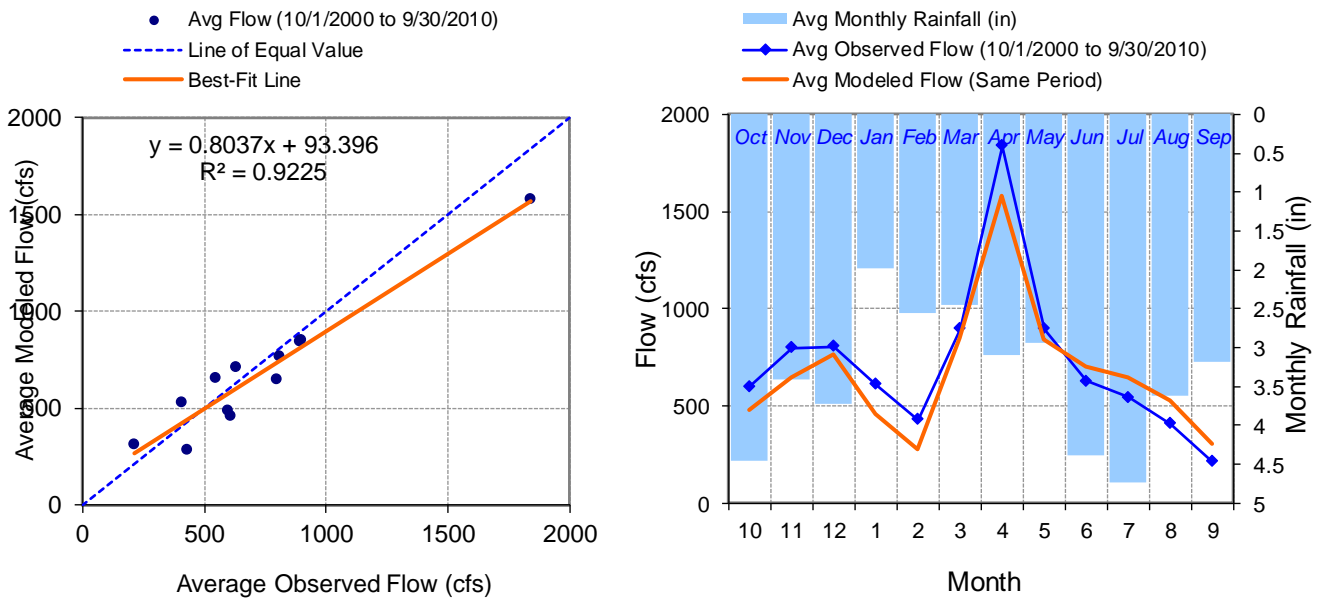 Avg Flow (10/1/2000 to 9/30/2010)
Line of Equal Value
Best-Fit Line
2000
1500
1000
500
0
Average Modeled Flow (cfs)
y = 0.8037x + 93.396
R² = 0.9225
0 500 1000 1500 2000
Average Observed Flow (cfs)
Avg Monthly Rainfall (in)
Avg Observed Flow (10/1/2000 to 9/30/2010)
Avg Modeled Flow (Same Period)
2000
1500
1000
500
0
Flow (cfs)
Oct Nov Dec Jan Feb Mar Apr May Jun Jul Aug Sep
0
0.5
1
1.5
2
2.5
3
3.5
4
4.5
5
Monthly Rainfall (in)
10 11 12 1 2 3 4 5 6 7 8 9
Month